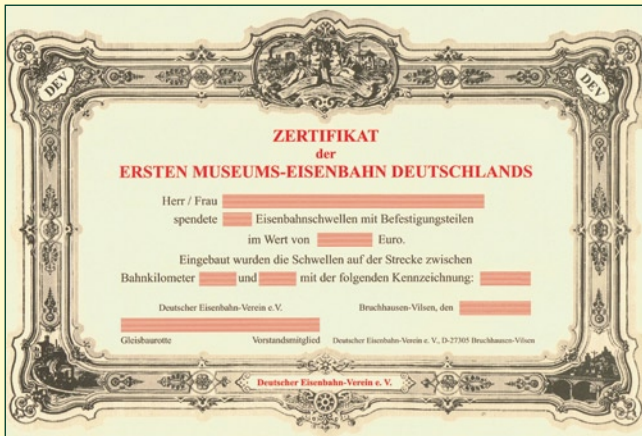 DEV
DEV
ZERTIFIKAT
der
ERSTEN MUSEUMS-EISENBAHN DEUTSCHLANDS
Herr / Frau
spendete Eisenbahnschwellen mit Befestigungsteilen
im Wert von Euro.
Eingebaut wurden die Schwellen auf der Strecke zwischen
Bahnkilometer und mit der folgenden Kennzeichnung:
Deutscher Eisenbahn-Verein e.V. Bruchhausen-Vilsen, den
Gleisbaurotte Vorstandsmitglied Deutscher Eisenbahn-Verein e. V., D-27305 Bruchhausen-Vilsen
Deutscher Eisenbahn-Verein e. V.